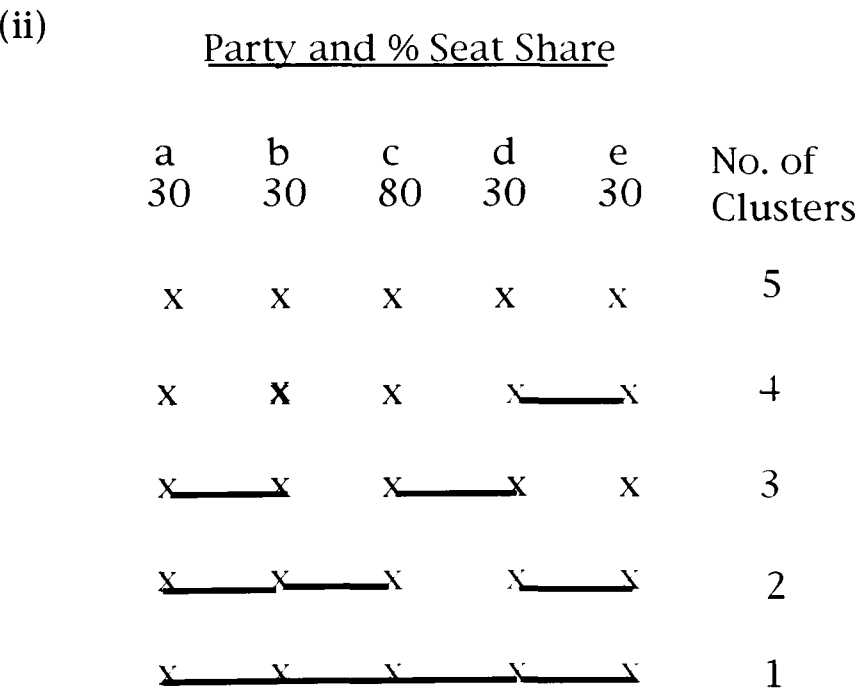 (ii)
Party and % Seat Share
a b c d e No. of
30 30 80 30 30 Clusters
x x x x x 5
x x x x x 4
x x x x x 3
x x x x x 2
x x x x x 1